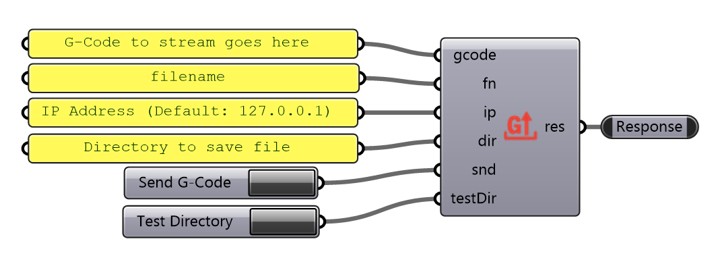 G-Code to stream goes here
filename
IP Address (Default: 127.0.0.1)
Directory to save file
Send G-Code
Test Directory
gcode
fn
ip
dir
snd
testDir
G
res
Response